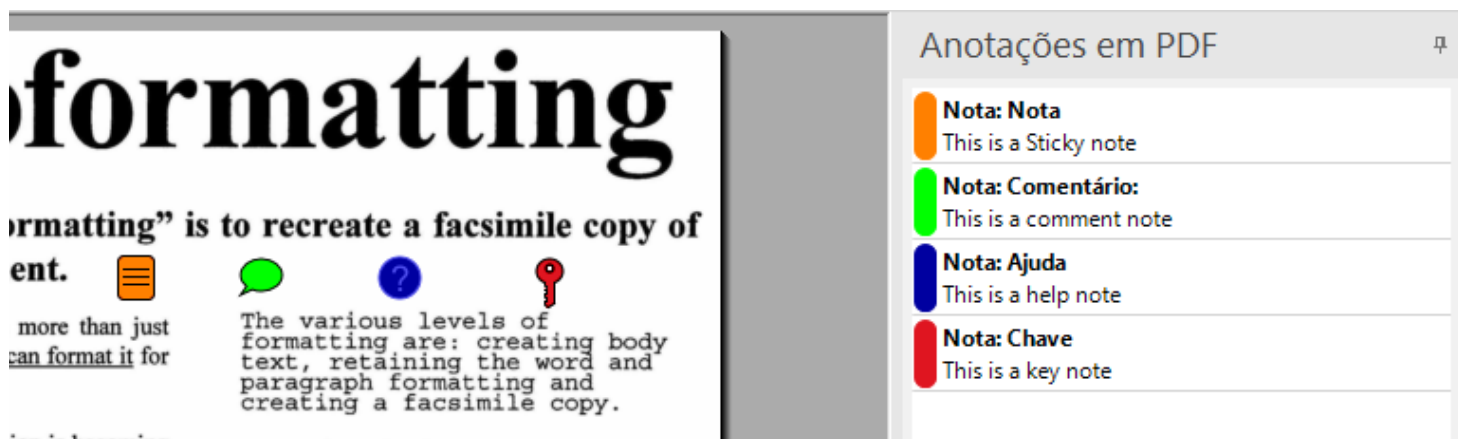 formatting
ormatting” is to recreate a facsimile copy of
ent.
?
more than just
can format it for
The various levels of
formatting are: creating body
text, retaining the word and
paragraph formatting and
creating a facsimile copy.
Anotações em PDF
Nota: Nota
This is a Sticky note
Nota: Comentário:
This is a comment note
Nota: Ajuda
This is a help note
Nota: Chave
This is a key note